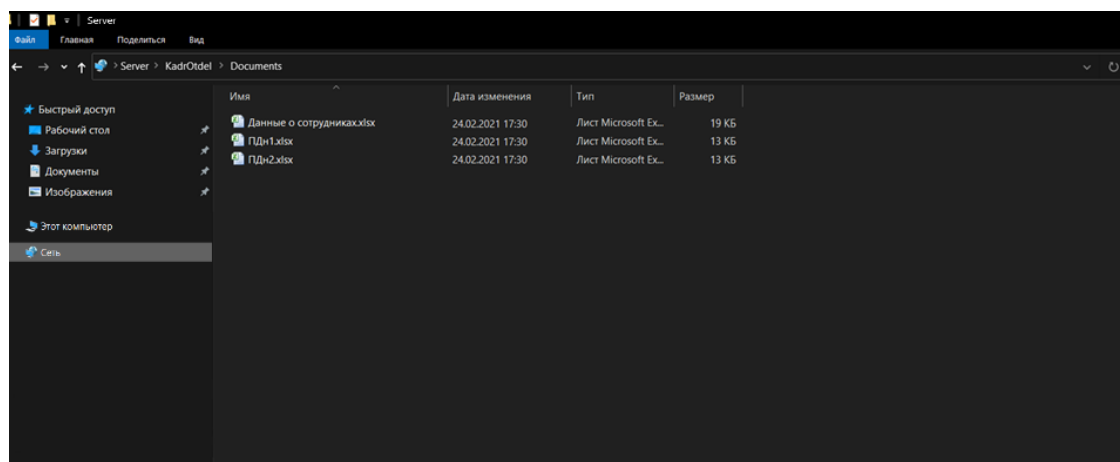 Server
Файл Главная Поделиться Вид
Server > KadrOtdel > Documents
Имя Дата изменения Тип Размер
Быстрый доступ
Рабочий стол
Загрузки
Документы
Изображения
Этот компьютер
Сеть
Данные о сотрудниках.xlsx 24.02.2021 17:30 Лист Microsoft Ex... 19 КБ
ПДн1.xlsx 24.02.2021 17:30 Лист Microsoft Ex... 13 КБ
ПДн2.xlsx 24.02.2021 17:30 Лист Microsoft Ex... 13 КБ